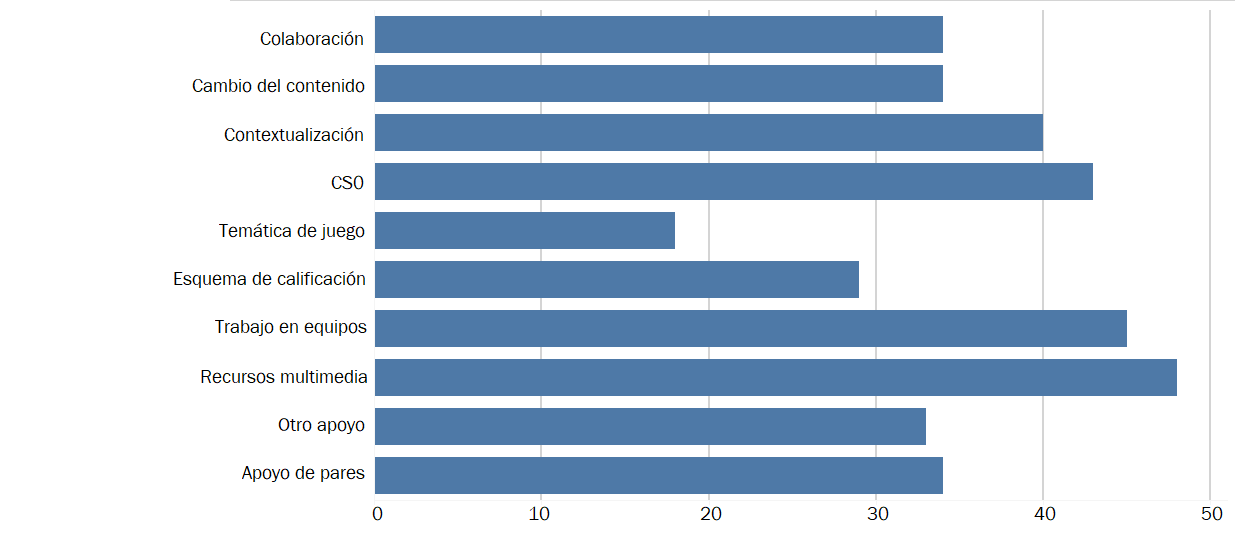 Colaboración
Cambio del contenido
Contextualización
CSO
Temática de juego
Esquema de calificación
Trabajo en equipos
Recursos multimedia
Otro apoyo
Apoyo de pares
0 10 20 30 40 50